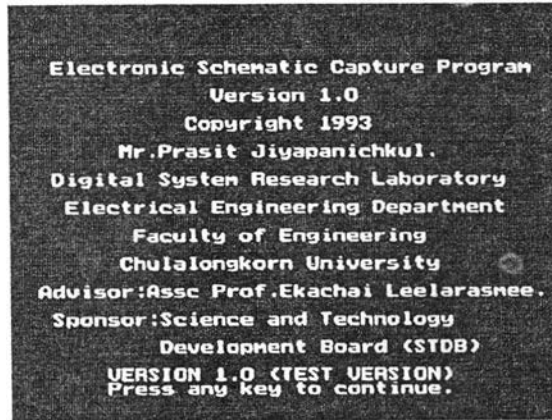 Electronic Schematic Capture Program
Version 1.0
Copyright 1993
Mr.Prasit Jiyapanichkul.
Digital System Research Laboratory
Electrical Engineering Department
Faculty of Engineering
Chulalongkorn University
Advisor:Assc Prof.Ekachai Leelarasmee.
Sponsor:Science and Technology
Development Board (STDB)
VERSION 1.0 (TEST VERSION)
Press any key to continue.